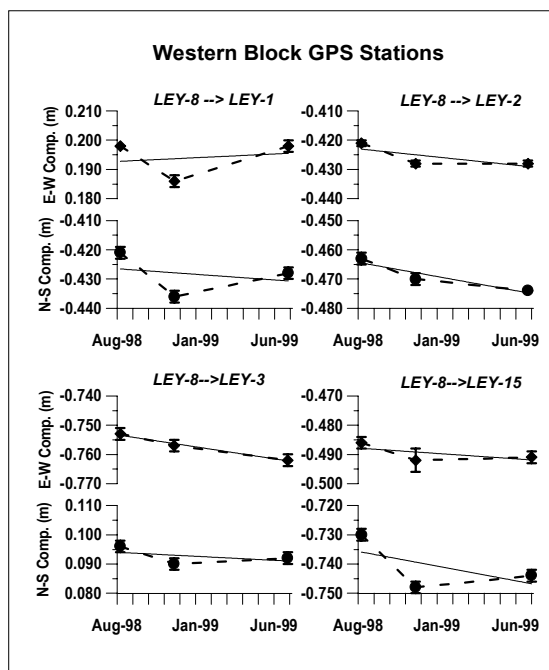 Western Block GPS Stations
LEY-8 --> LEY-1
LEY-8 --> LEY-2
E-W Comp. (m)
0.210
0.200
0.190
0.180
-0.410
-0.420
-0.430
-0.440
N-S Comp. (m)
-0.410
-0.420
-0.430
-0.440
-0.450
-0.460
-0.470
-0.480
Aug-98 Jan-99 Jun-99
Aug-98 Jan-99 Jun-99
LEY-8-->LEY-3
LEY-8-->LEY-15
E-W Comp. (m)
-0.740
-0.750
-0.760
-0.770
-0.470
-0.480
-0.490
-0.500
N-S Comp. (m)
0.110
0.100
0.090
0.080
-0.720
-0.730
-0.740
-0.750
Aug-98 Jan-99 Jun-99
Aug-98 Jan-99 Jun-99